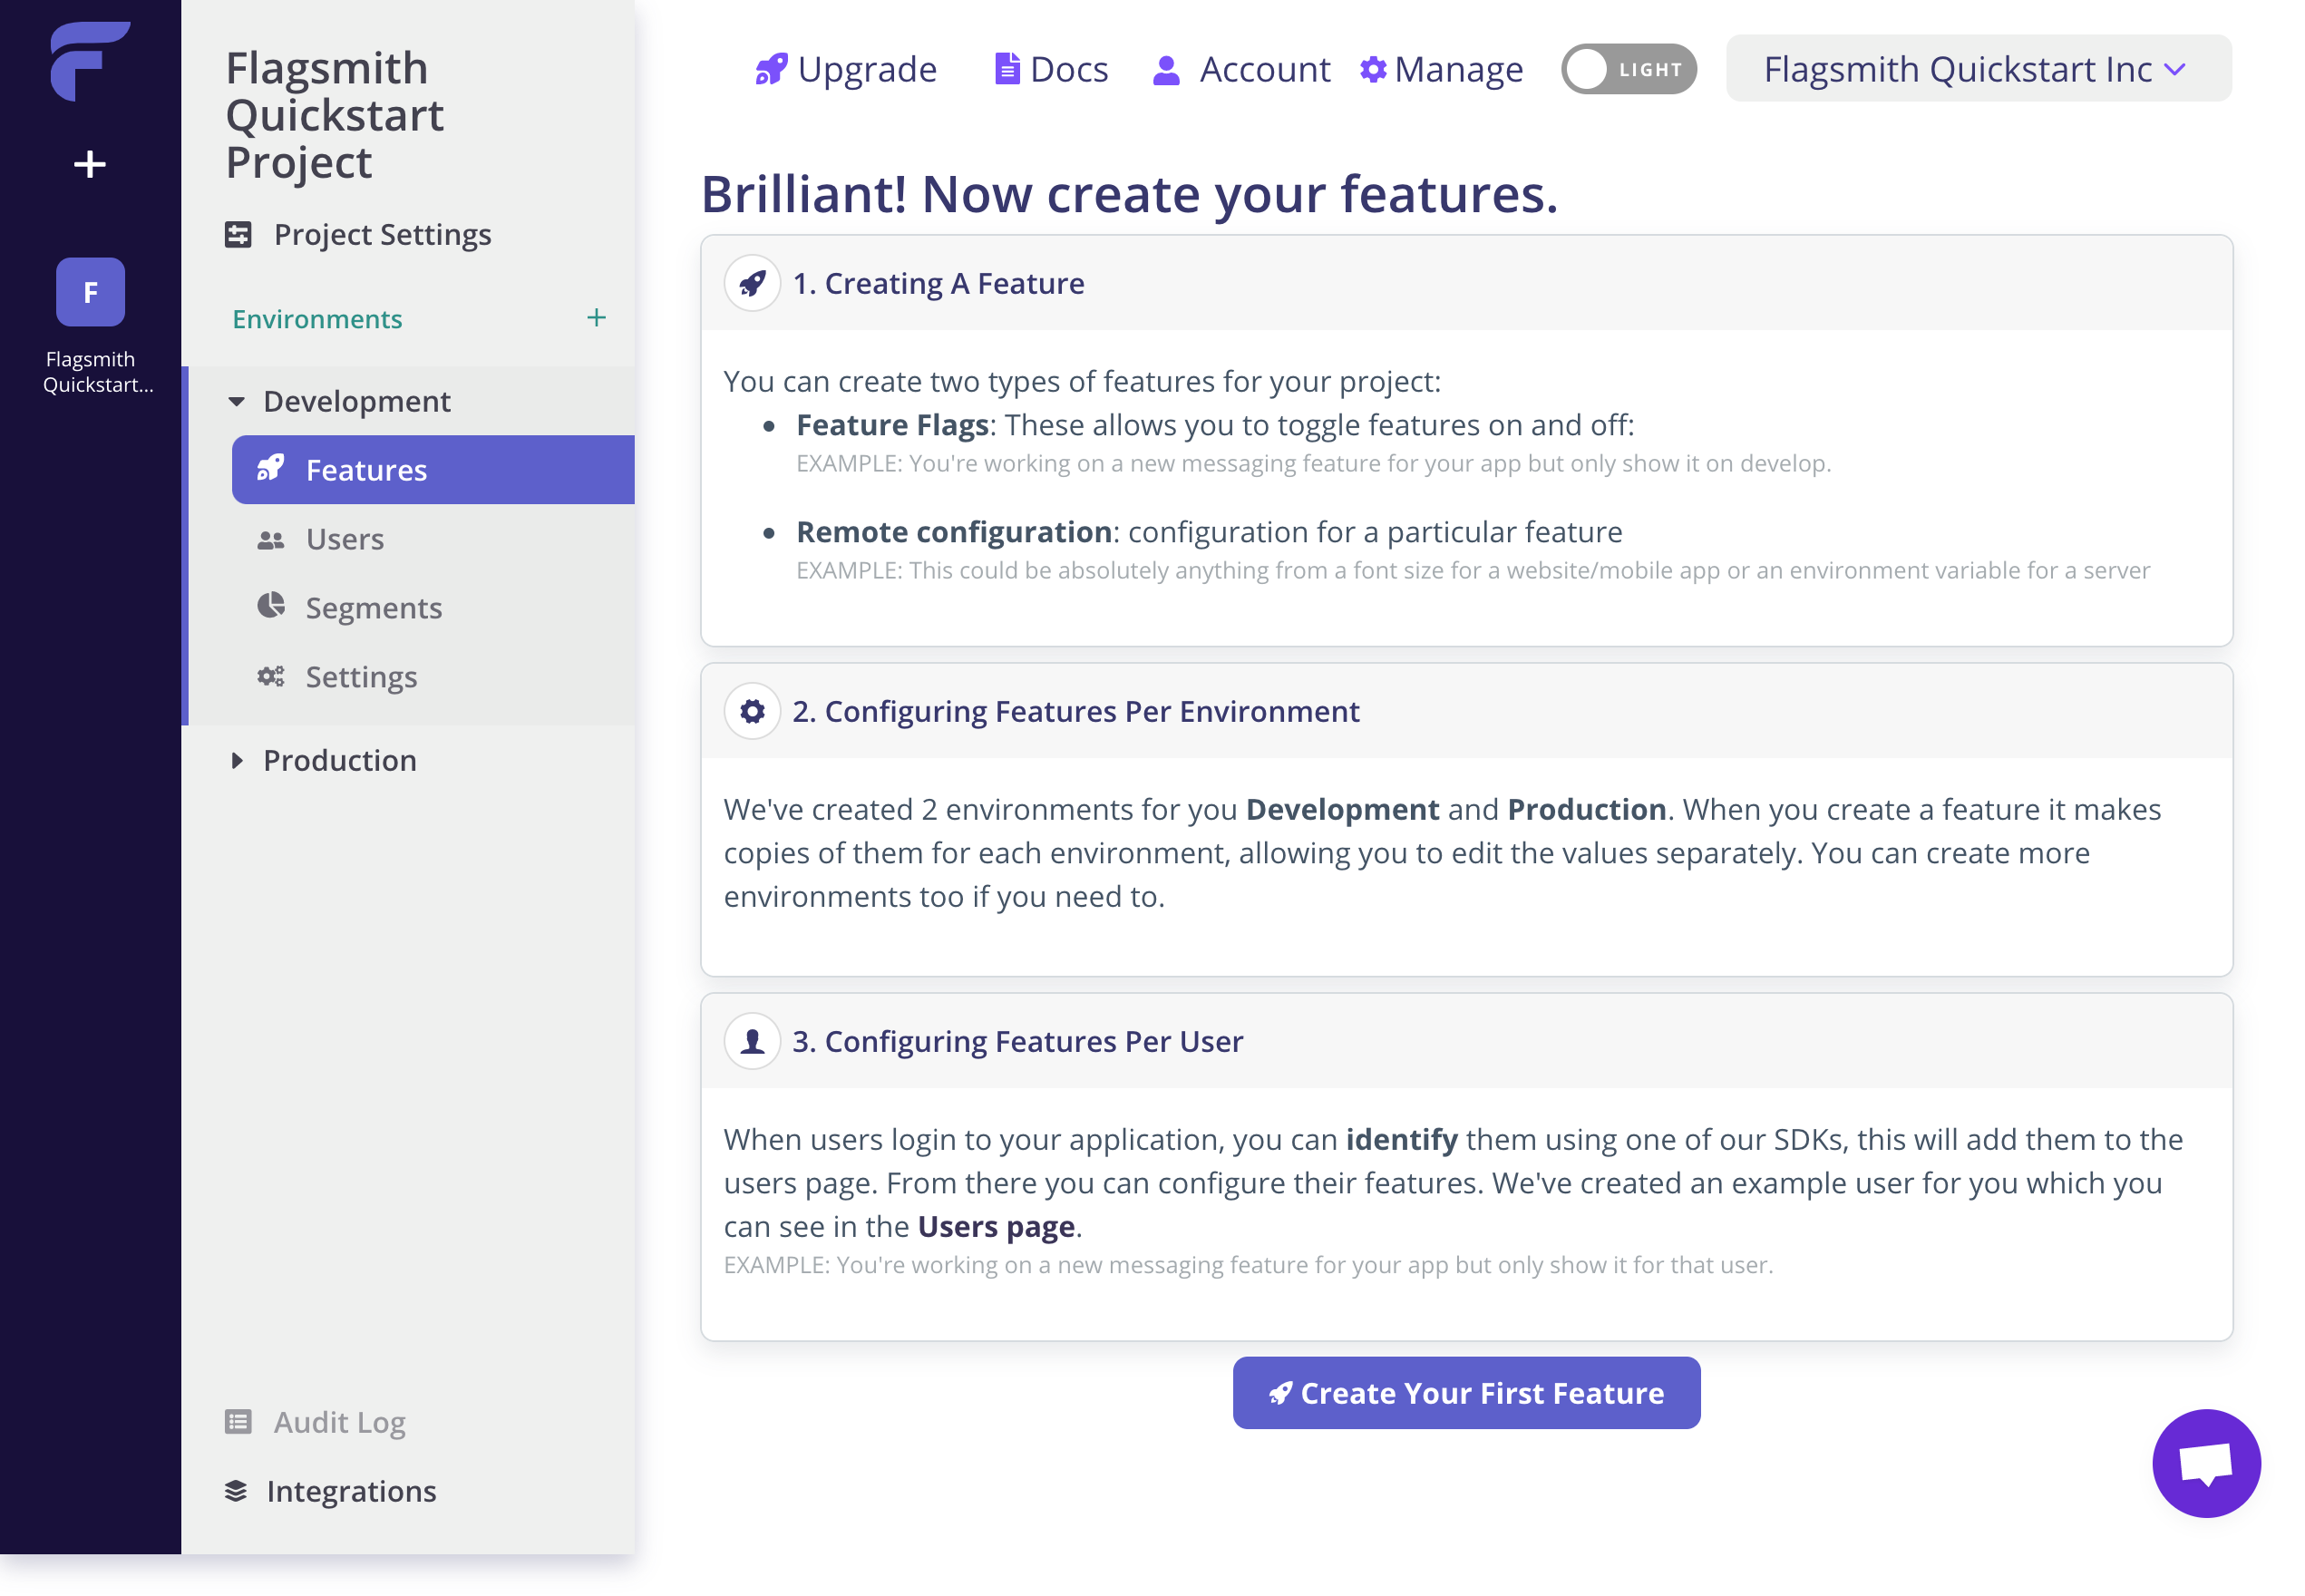 Flagsmith
Quickstart
Project
Project Settings
Environments
Development
Features
Users
Segments
Settings
Production
Audit Log
Integrations
F
Flagsmith
Quickstart...
Upgrade
Docs
Account
Manage
LIGHT
Flagsmith Quickstart Inc
Brilliant! Now create your features.
1. Creating A Feature
You can create two types of features for your project:
Feature Flags: These allows you to toggle features on and off:
EXAMPLE: You're working on a new messaging feature for your app but only show it on develop.
Remote configuration: configuration for a particular feature
EXAMPLE: This could be absolutely anything from a font size for a website/mobile app or an environment variable for a server
2. Configuring Features Per Environment
We've created 2 environments for you Development and Production. When you create a feature it makes
copies of them for each environment, allowing you to edit the values separately. You can create more
environments too if you need to.
3. Configuring Features Per User
When users login to your application, you can identify them using one of our SDKs, this will add them to the
users page. From there you can configure their features. We've created an example user for you which you
can see in the Users page.
EXAMPLE: You're working on a new messaging feature for your app but only show it for that user.
Create Your First Feature